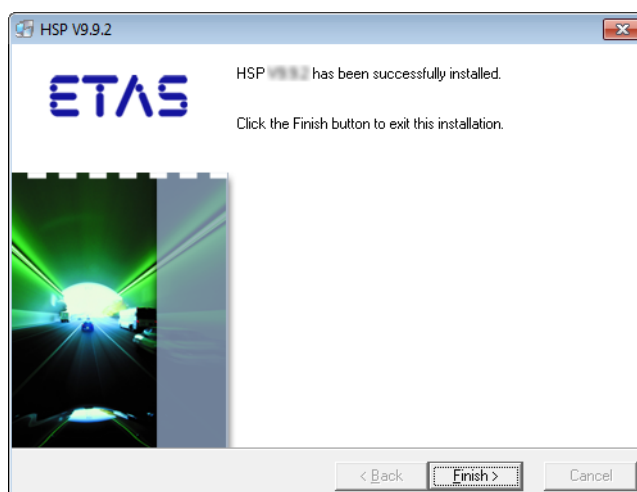 HSP V9.9.2
ETAS
HSP has been successfully installed.
Click the Finish button to exit this installation.
< Back
Finish >
Cancel